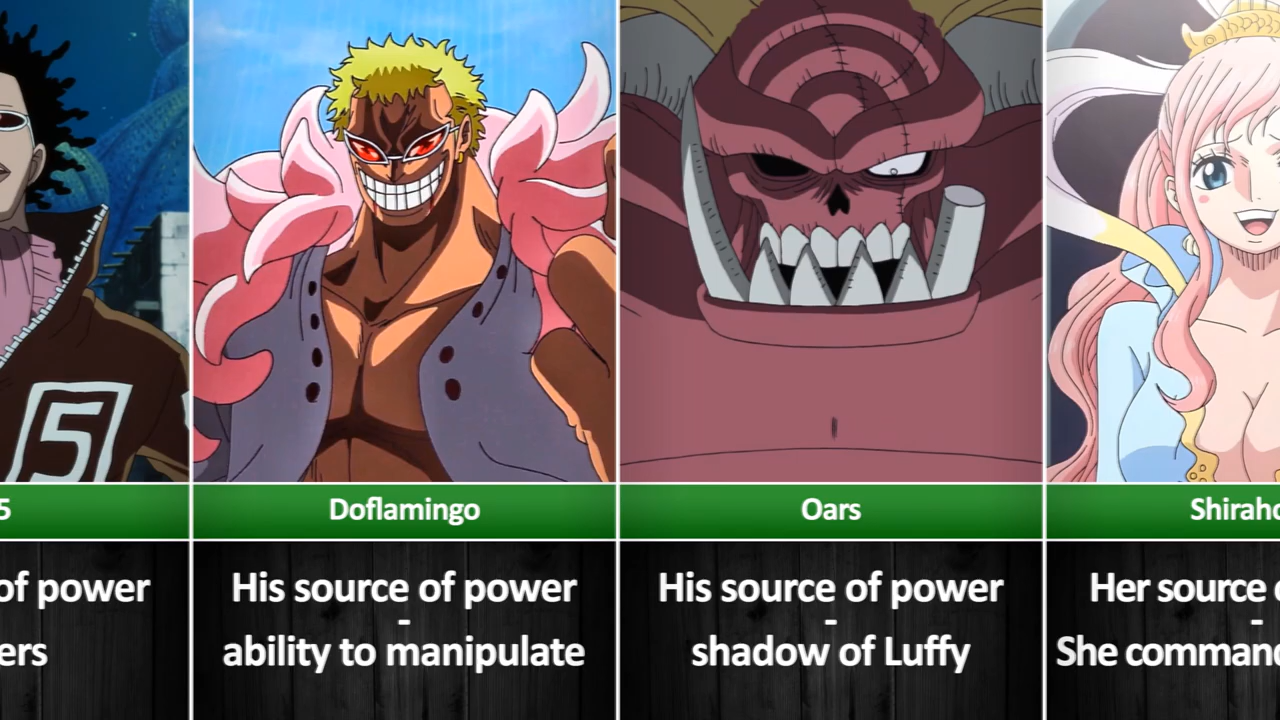 5
5
of power
ers
Doflamingo
His source of power
-
ability to manipulate
Oars
His source of power
-
shadow of Luffy
Shiraho
Her source
-
She command